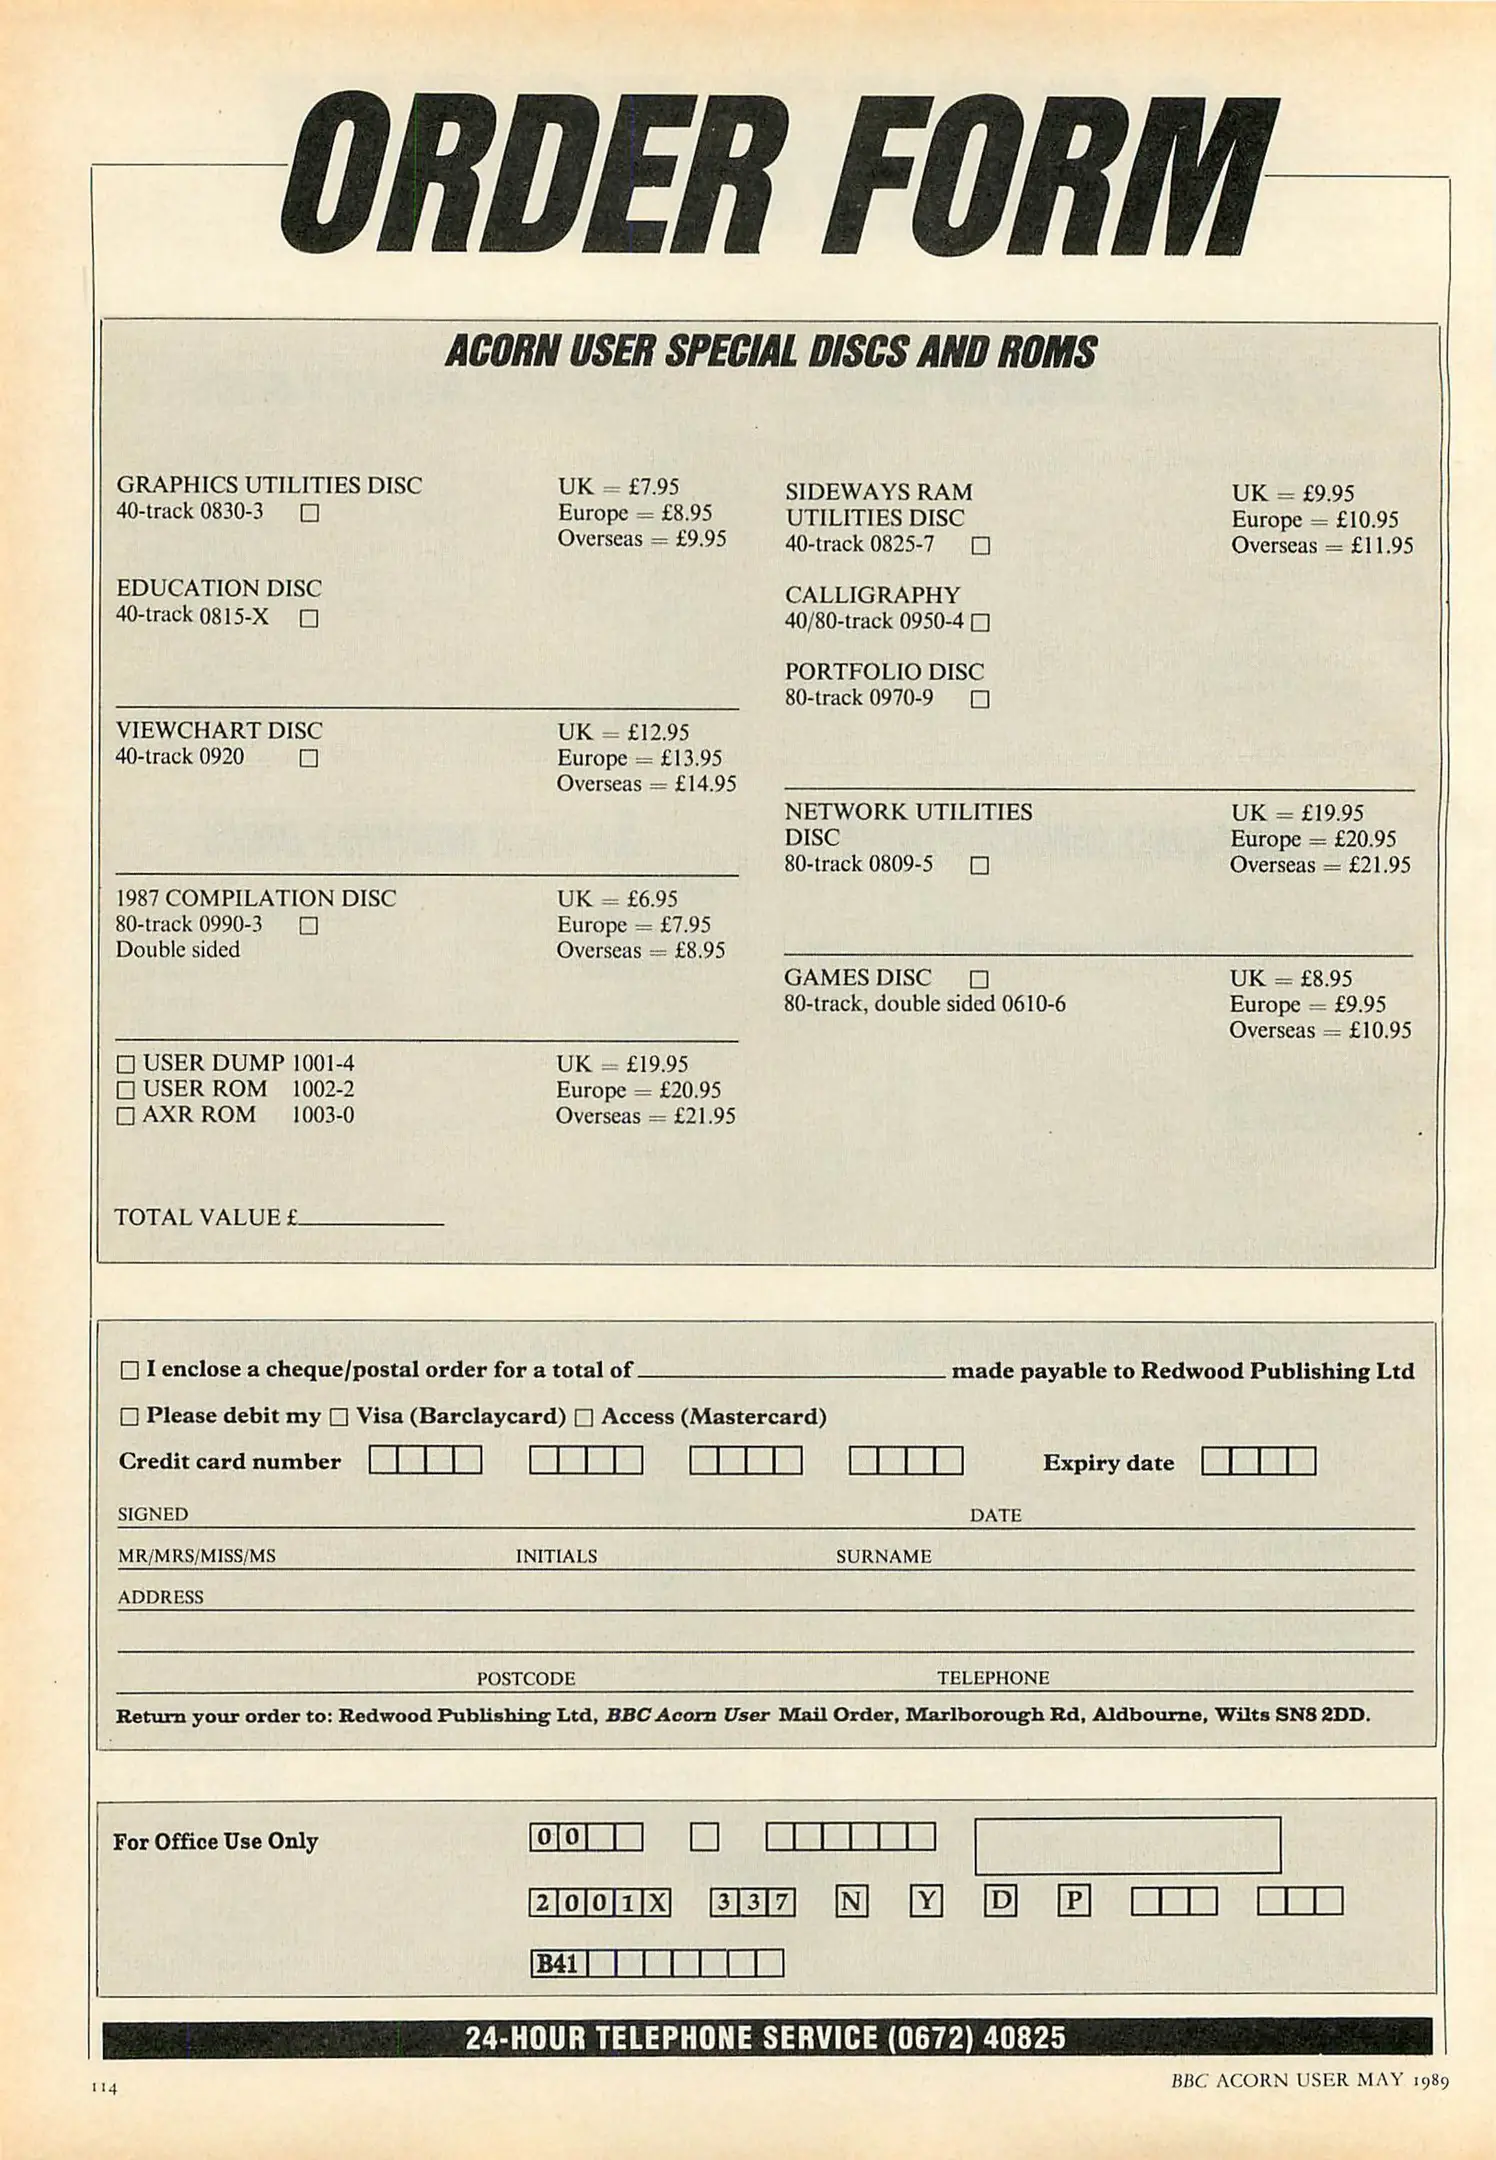 ORDER FORM
ACORN USER SPECIAL DISCS AND ROMS
GRAPHICS UTILITIES DISC
40-track 0830-3 □
UK = £7.95
Europe = £8.95
Overseas = £9.95
EDUCATION DISC
40-track 0815-X □
VIEWCHART DISC
40-track 0920 □
UK = £12.95
Europe = £13.95
Overseas = £14.95
1987 COMPILATION DISC
80-track 0990-3 □
Double sided
UK = £6.95
Europe = £7.95
Overseas = £8.95
□ USER DUMP 1001-4
□ USER ROM 1002-2
□ AXR ROM 1003-0
UK = £19.95
Europe = £20.95
Overseas = £21.95
SIDEWAYS RAM
UTILITIES DISC
40-track 0825-7 □
UK = £9.95
Europe = £10.95
Overseas = £11.95
CALLIGRAPHY
40/80-track 0950-4 □
PORTFOLIO DISC
80-track 0970-9 □
NETWORK UTILITIES
DISC
80-track 0809-5 □
UK = £19.95
Europe = £20.95
Overseas = £21.95
GAMES DISC □
80-track, double sided 0610-6
UK = £8.95
Europe = £9.95
Overseas = £10.95
TOTAL VALUE £
□ I enclose a cheque/postal order for a total of made payable to Redwood Publishing Ltd
□ Please debit my □ Visa (Barclaycard) □ Access (Mastercard)
Credit card number Expiry date
SIGNED DATE
MR/MRS/MISS/MS INITIALS SURNAME
ADDRESS
POSTCODE TELEPHONE
Return your order to: Redwood Publishing Ltd, BBC Acorn User Mail Order, Marlborough Rd, Aldbourne, Wilts SN8 2DD.
For Office Use Only 0 0
2 0 0 1 X 3 3 7 N Y D P
B41
24-HOUR TELEPHONE SERVICE (0672) 40825
114 BBC ACORN USER MAY 1989